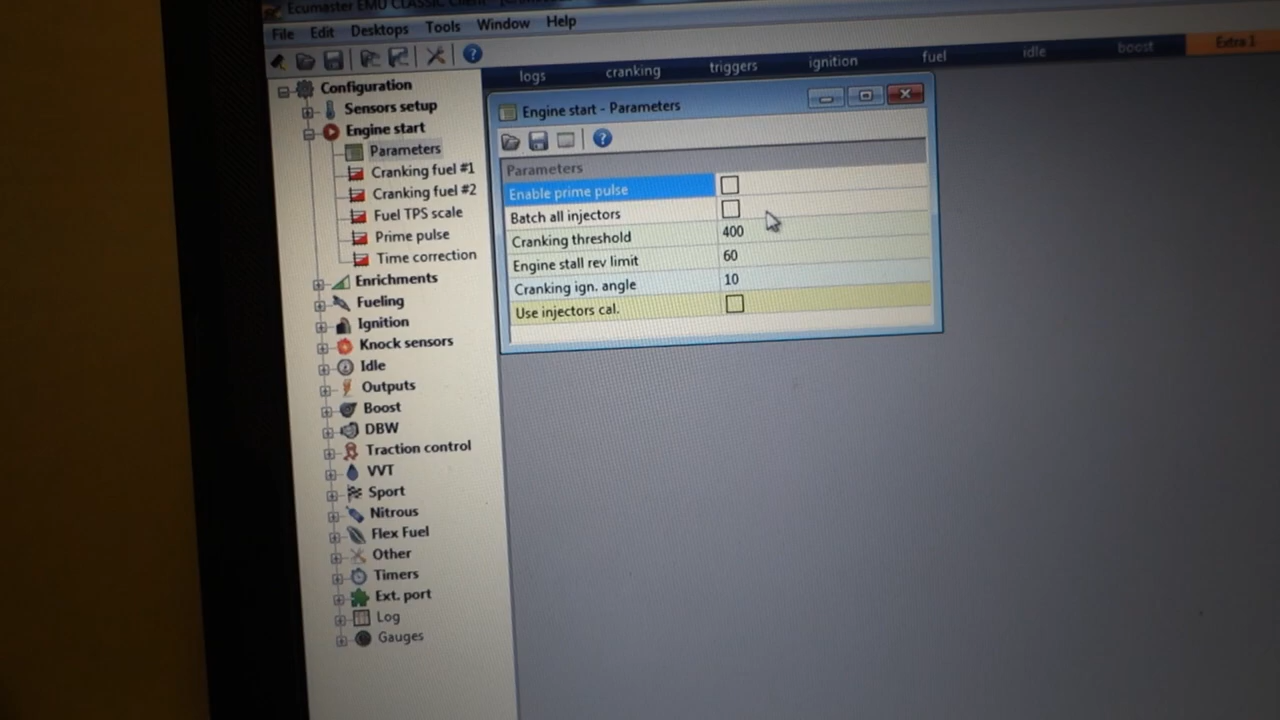 Ecumaster EMU CLASSIC Client
File Edit Desktops Tools Window Help
logs cranking triggers ignition fuel idle boost Extra 1
Configuration
Sensors setup
Engine start
Parameters
Cranking fuel #1
Cranking fuel #2
Fuel TPS scale
Prime pulse
Time correction
Enrichments
Fueling
Ignition
Knock sensors
Idle
Outputs
Boost
DBW
Traction control
VVT
Sport
Nitrous
Flex Fuel
Other
Timers
Ext. port
Log
Gauges
Engine start - Parameters
Parameters
Enable prime pulse
Batch all injectors
Cranking threshold 400
Engine stall rev limit 60
Cranking ign. angle 10
Use injectors cal.